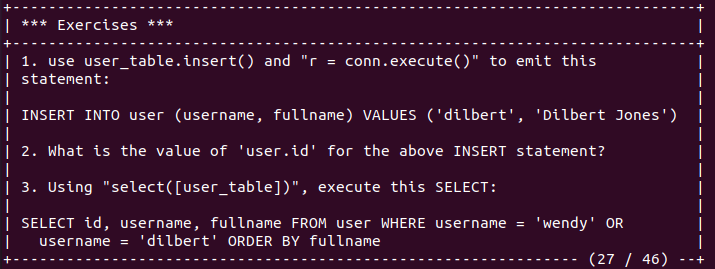 *** Exercises ***
1. use user_table.insert() and "r = conn.execute()" to emit this
statement:
INSERT INTO user (username, fullname) VALUES ('dilbert', 'Dilbert Jones')
2. What is the value of 'user.id' for the above INSERT statement?
3. Using "select([user_table])", execute this SELECT:
SELECT id, username, fullname FROM user WHERE username = 'wendy' OR
username = 'dilbert' ORDER BY fullname
(27 / 46)